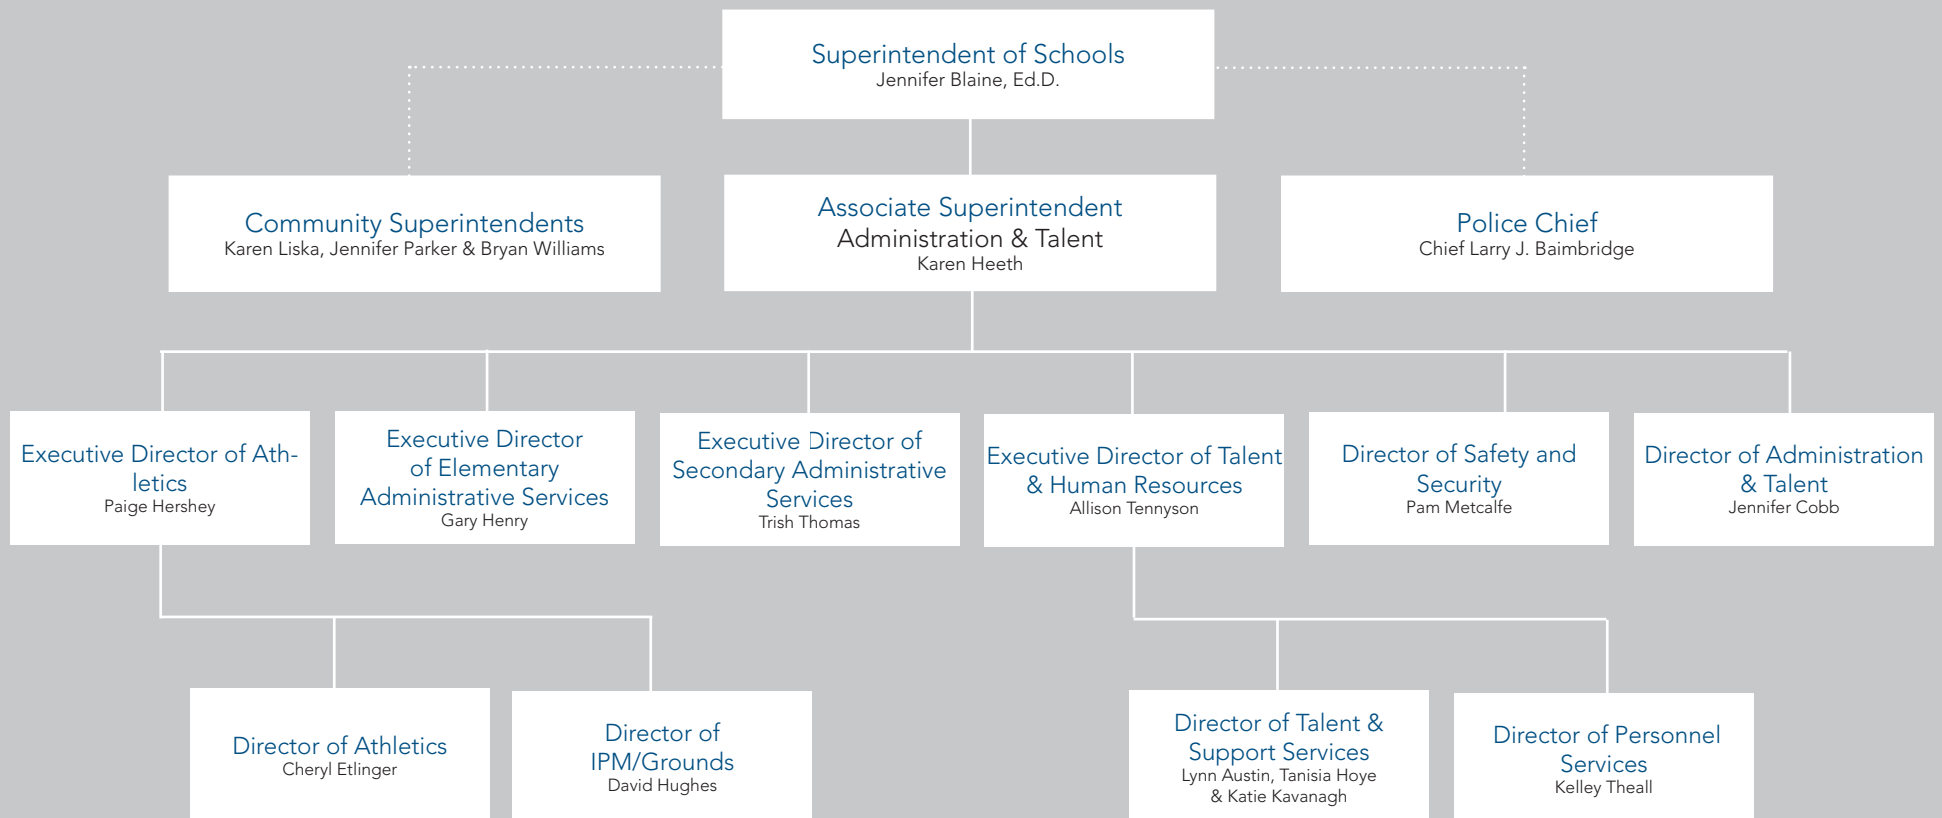 Superintendent of Schools
Jennifer Blaine, Ed.D.
Community Superintendents
Karen Liska, Jennifer Parker & Bryan Williams
Associate Superintendent
Administration & Talent
Karen Heeth
Police Chief
Chief Larry J. Baimbridge
Executive Director of Ath-
letics
Paige Hershey
Executive Director
of Elementary
Administrative Services
Gary Henry
Executive Director of
Secondary Administrative
Services
Trish Thomas
Executive Director of Talent
& Human Resources
Allison Tennyson
Director of Safety and
Security
Pam Metcalfe
Director of Administration
& Talent
Jennifer Cobb
Director of Athletics
Cheryl Etlinger
Director of
IPM/Grounds
David Hughes
Director of Talent &
Support Services
Lynn Austin, Tanisia Hoye
& Katie Kavanagh
Director of Personnel
Services
Kelley Theall